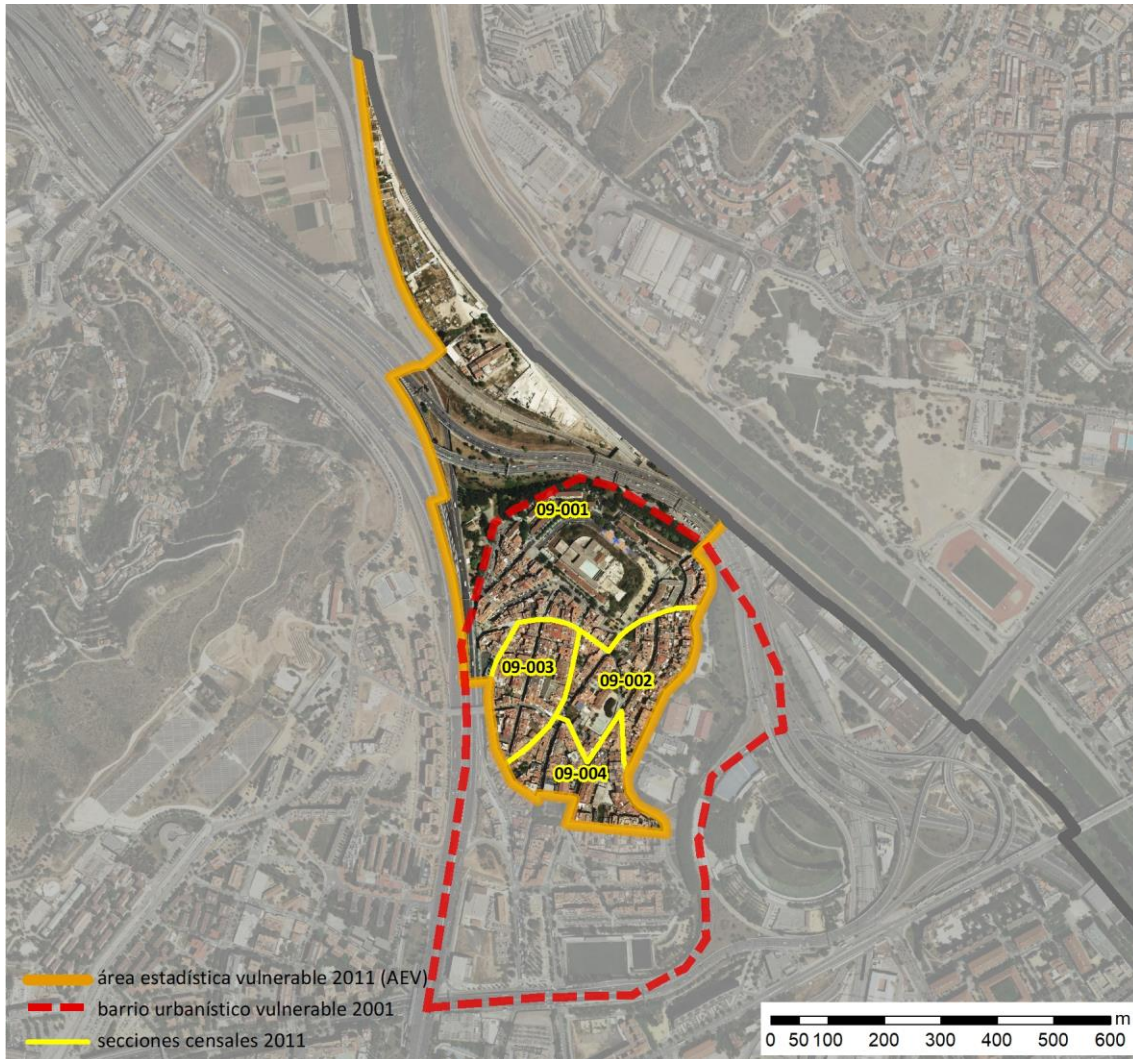 09-001
09-003
09-002
09-004
área estadística vulnerable 2011 (AEV)
barrio urbanístico vulnerable 2001
secciones censales 2011
m
0 50 100 200 300 400 500 600